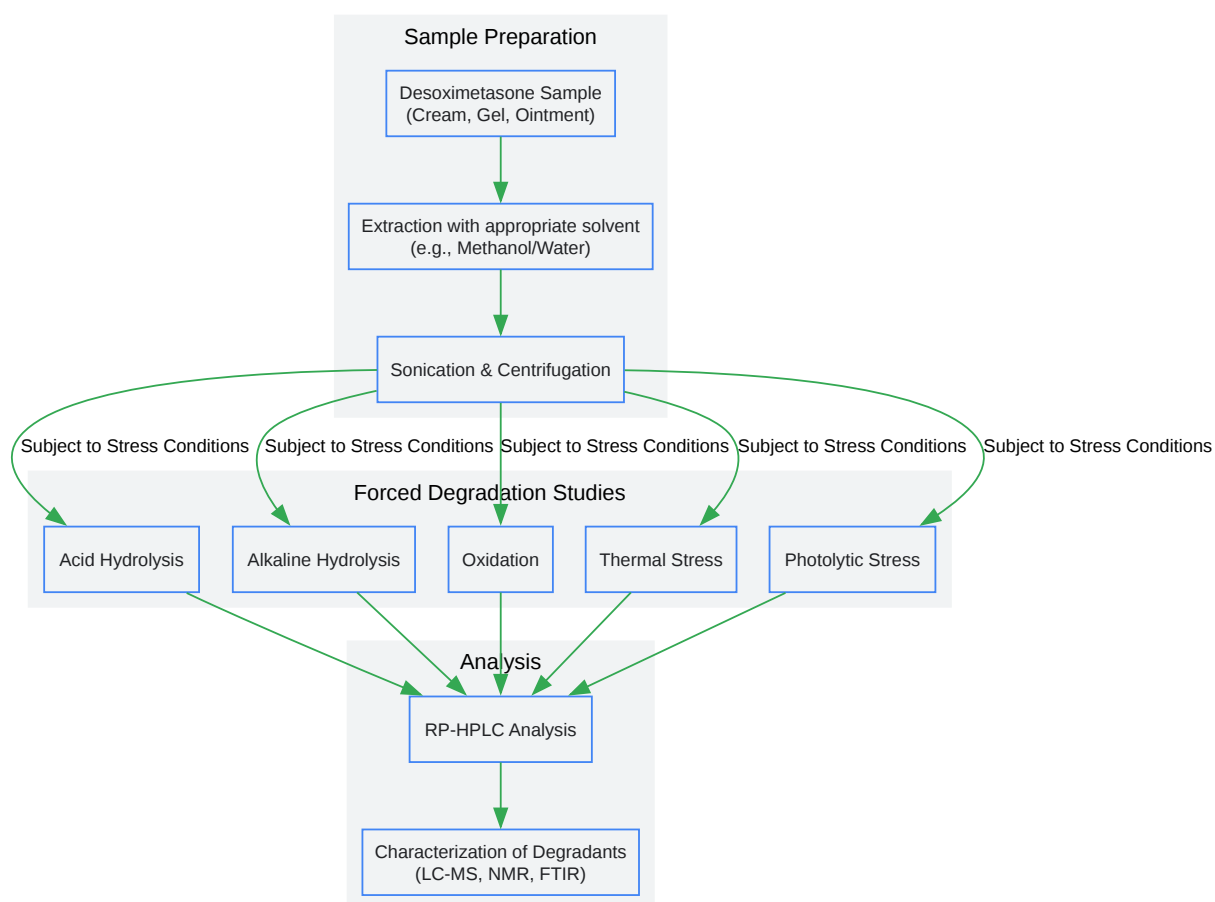 Sample Preparation
Desoximetasone Sample
(Cream, Gel, Ointment)
Extraction with appropriate solvent
(e.g., Methanol/Water)
Sonication & Centrifugation
Subject to Stress Conditions
Subject to Stress Conditions
Subject to Stress Conditions
Subject to Stress Conditions
Subject to Stress Conditions
Forced Degradation Studies
Acid Hydrolysis
Alkaline Hydrolysis
Oxidation
Thermal Stress
Photolytic Stress
Analysis
RP-HPLC Analysis
Characterization of Degradants
(LC-MS, NMR, FTIR)